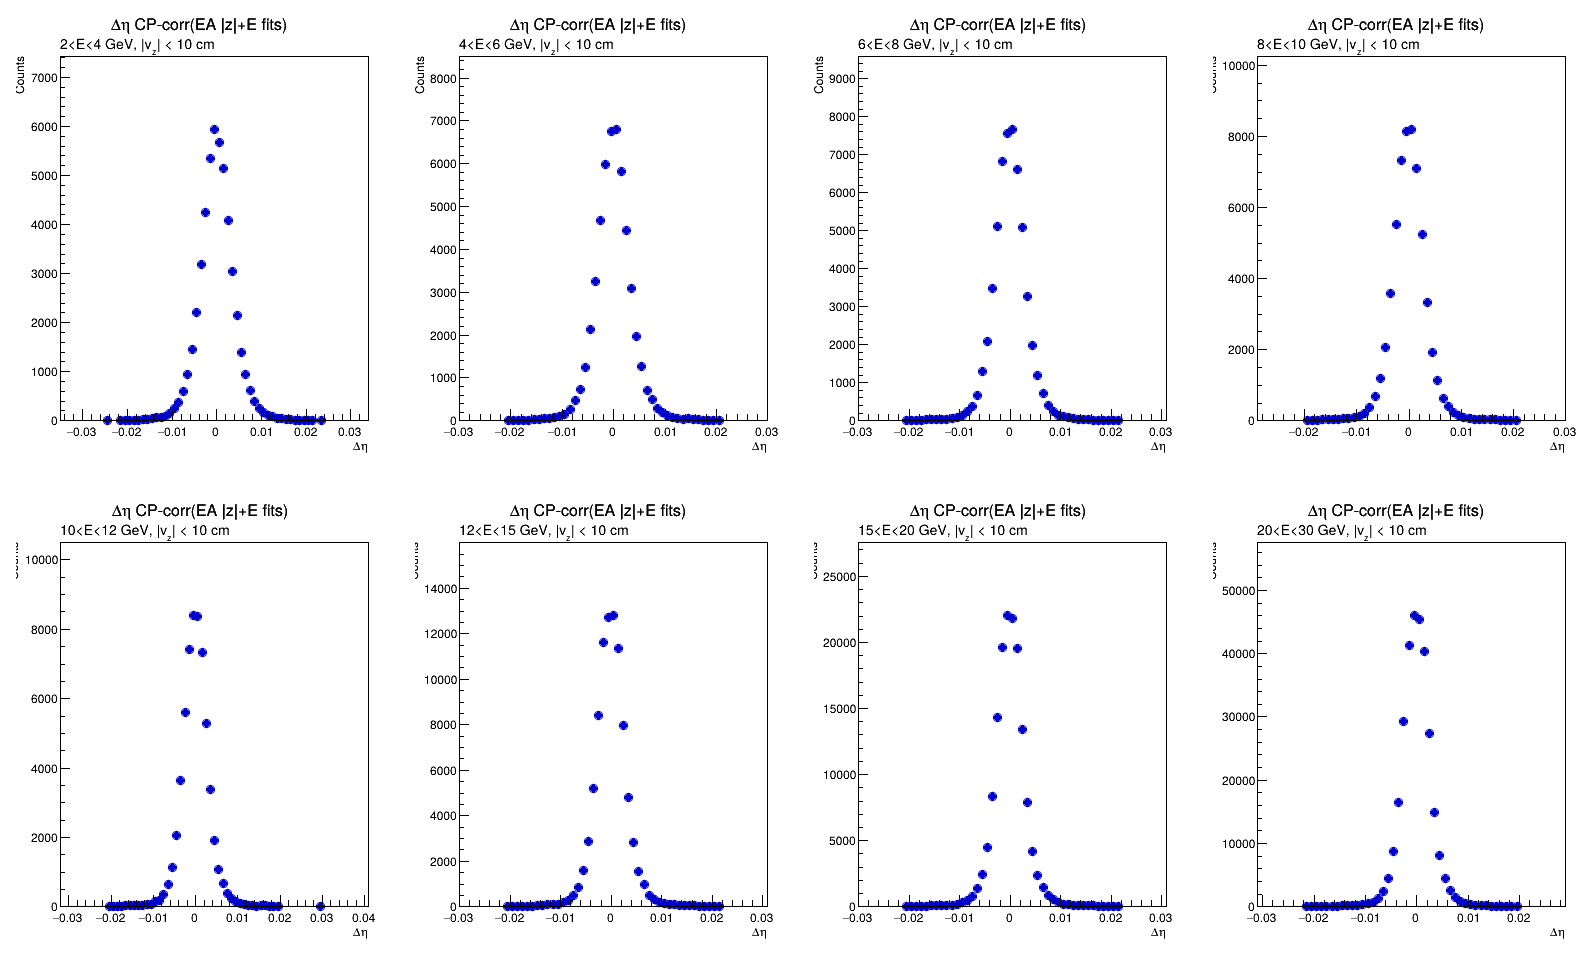 Δη CP-corr(EA |z|+E fits)
2<E<4 GeV, |v_z| < 10 cm
Counts
7000
6000
5000
4000
3000
2000
1000
0
−0.03 −0.02 −0.01 0 0.01 0.02 0.03
Δη
Δη CP-corr(EA |z|+E fits)
4<E<6 GeV, |v_z| < 10 cm
Counts
8000
7000
6000
5000
4000
3000
2000
1000
0
−0.03 −0.02 −0.01 0 0.01 0.02 0.03
Δη
Δη CP-corr(EA |z|+E fits)
6<E<8 GeV, |v_z| < 10 cm
Counts
9000
8000
7000
6000
5000
4000
3000
2000
1000
0
−0.03 −0.02 −0.01 0 0.01 0.02 0.03
Δη
Δη CP-corr(EA |z|+E fits)
8<E<10 GeV, |v_z| < 10 cm
Counts
10000
8000
6000
4000
2000
0
−0.02 −0.01 0 0.01 0.02 0.03
Δη
Δη CP-corr(EA |z|+E fits)
10<E<12 GeV, |v_z| < 10 cm
Counts
10000
8000
6000
4000
2000
0
−0.03 −0.02 −0.01 0 0.01 0.02 0.03 0.04
Δη
Δη CP-corr(EA |z|+E fits)
12<E<15 GeV, |v_z| < 10 cm
Counts
14000
12000
10000
8000
6000
4000
2000
0
−0.03 −0.02 −0.01 0 0.01 0.02 0.03
Δη
Δη CP-corr(EA |z|+E fits)
15<E<20 GeV, |v_z| < 10 cm
Counts
25000
20000
15000
10000
5000
0
−0.03 −0.02 −0.01 0 0.01 0.02 0.03
Δη
Δη CP-corr(EA |z|+E fits)
20<E<30 GeV, |v_z| < 10 cm
Counts
50000
40000
30000
20000
10000
0
−0.03 −0.02 −0.01 0 0.01 0.02
Δη